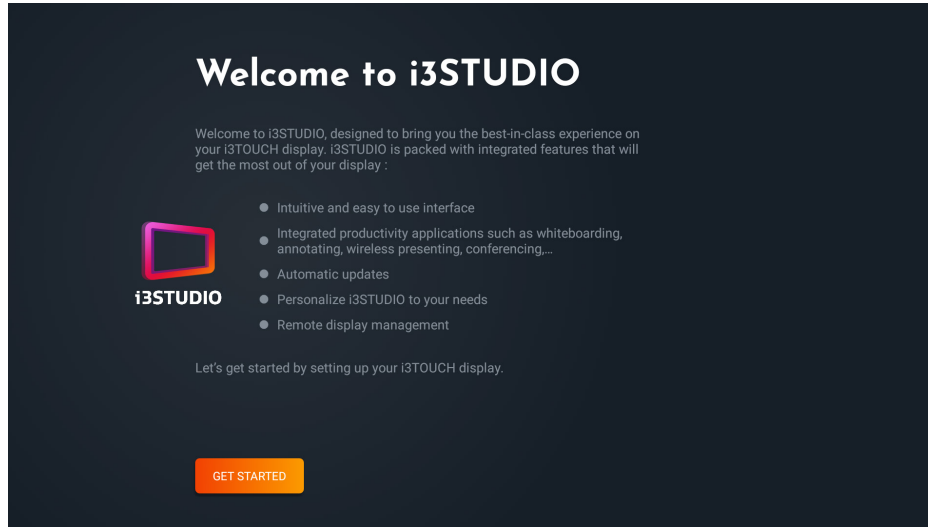 Welcome to i3STUDIO
Welcome to i3STUDIO, designed to bring you the best-in-class experience on
your i3TOUCH display. i3STUDIO is packed with integrated features that will
get the most out of your display :
Intuitive and easy to use interface
Integrated productivity applications such as whiteboarding,
annotating, wireless presenting, conferencing,...
Automatic updates
i3STUDIO
Personalize i3STUDIO to your needs
Remote display management
Let's get started by setting up your i3TOUCH display.
GET STARTED